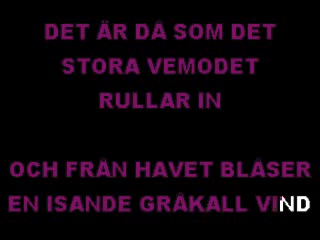 DET ÄR DÅ SOM DET
STORA VEMODET
RULLAR IN
OCH FRÅN HAVET BLÅSER
EN ISANDE GRÅKALL VIND